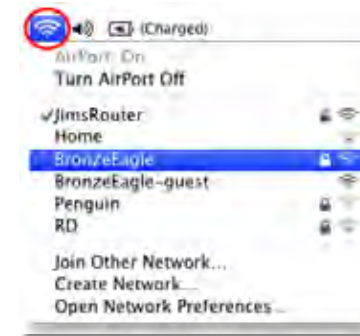 (Charged)
AirPort: On
Turn AirPort Off
✓JimsRouter
Home
BronzeEagle
BronzeEagle-guest
Penguin
RD
Join Other Network...
Create Network...
Open Network Preferences...